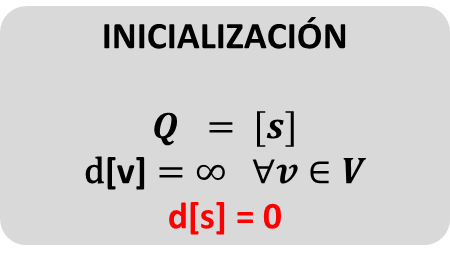 INICIALIZACIÓN
Q = [s]
d[v] = ∞ ∀v ∈ V
d[s] = 0